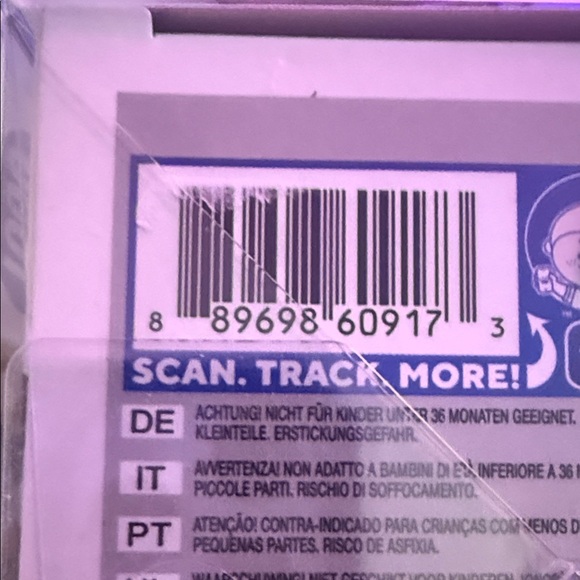 8 89698 60917 3
SCAN. TRACK. MORE!
DE ACHTUNG! NICHT FÜR KINDER UNTER 36 MONATEN GEEIGNET.
KLEINTEILE. ERSTICKUNGSGEFAHR.
IT AVVERTENZA! NON ADATTO A BAMBINI DI ETÀ INFERIORE A 36
PICCOLE PARTI. RISCHIO DI SOFFOCAMENTO.
PT ATENÇÃO! CONTRA-INDICADO PARA CRIANÇAS COM MENOS D
PEQUENAS PARTES. RISCO DE ASFIXIA.